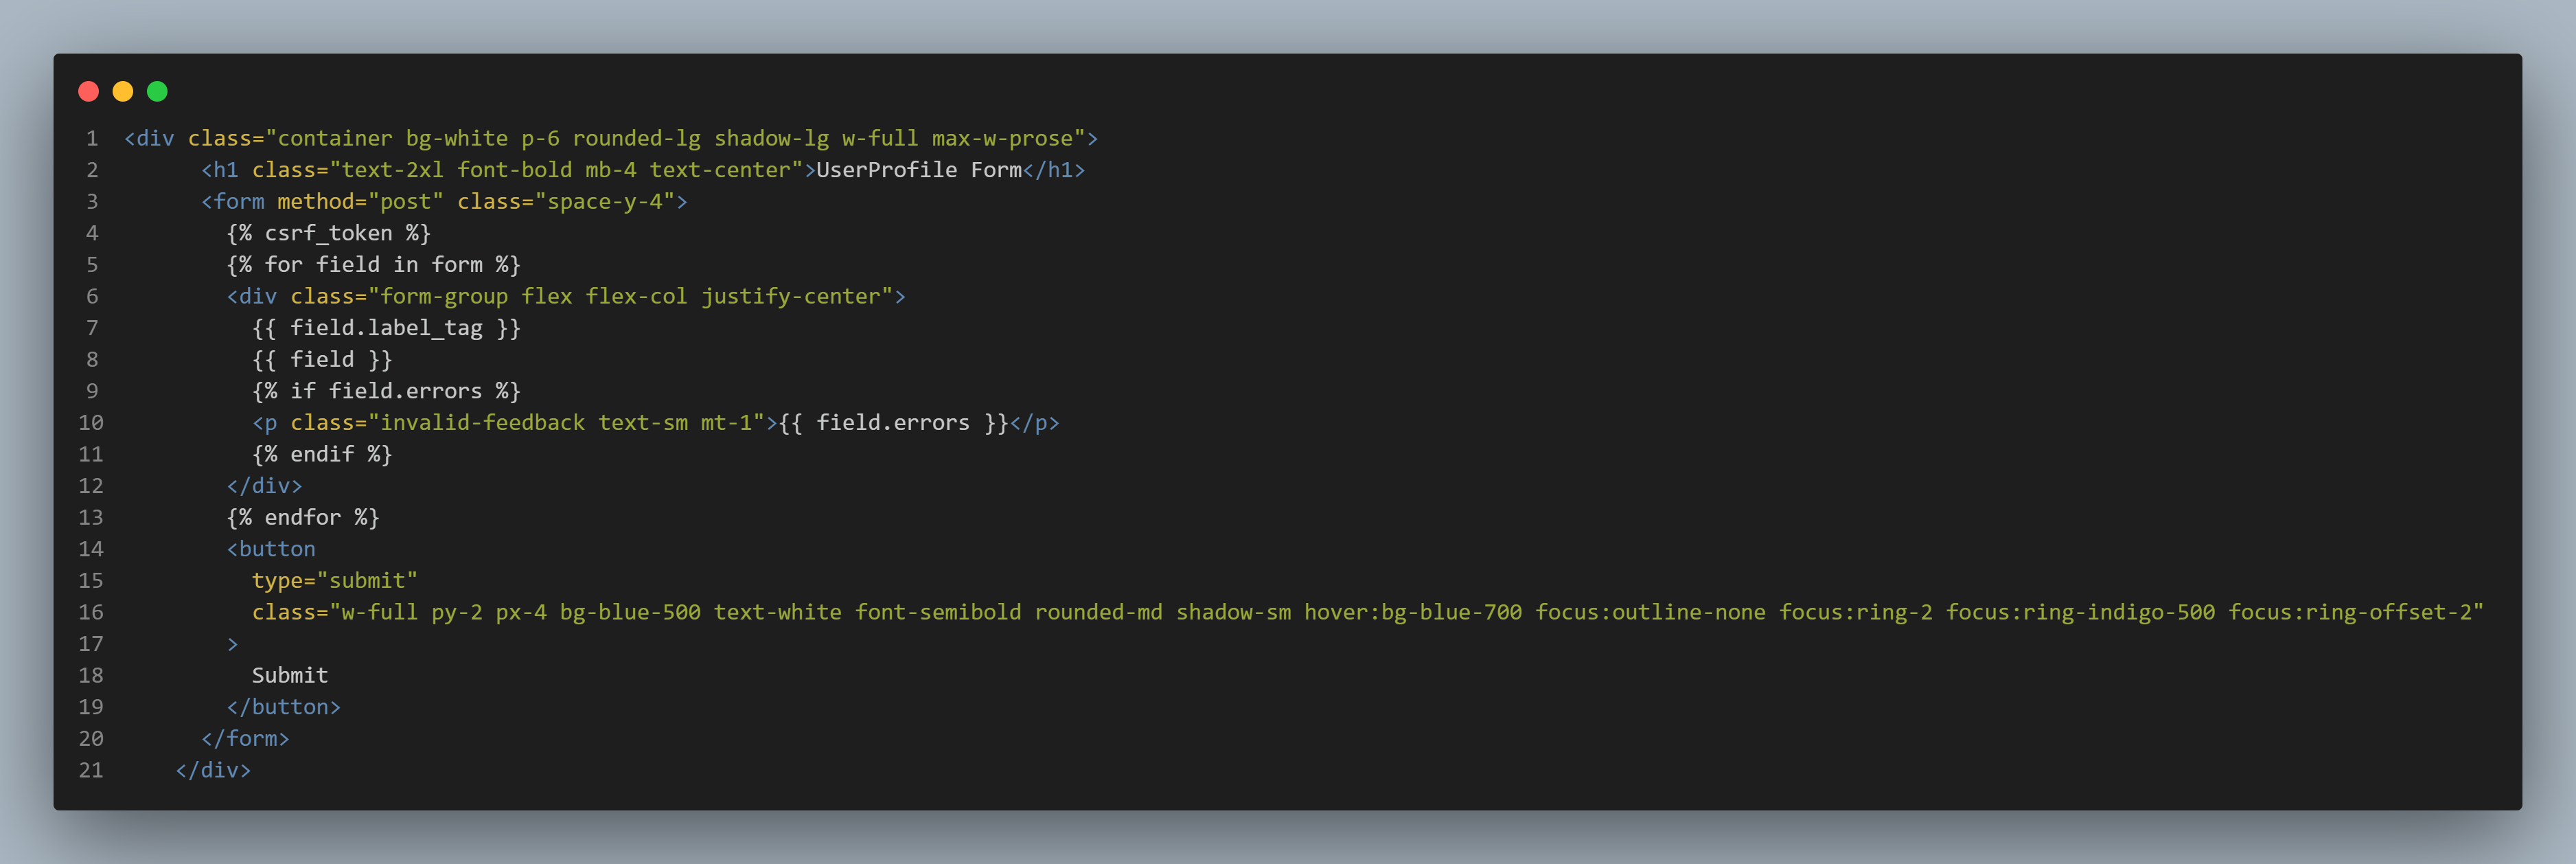 1 <div class="container bg-white p-6 rounded-lg shadow-lg w-full max-w-prose">
2       <h1 class="text-2xl font-bold mb-4 text-center">UserProfile Form</h1>
3       <form method="post" class="space-y-4">
4         {% csrf_token %}
5         {% for field in form %}
6         <div class="form-group flex flex-col justify-center">
7           {{ field.label_tag }}
8           {{ field }}
9           {% if field.errors %}
10           <p class="invalid-feedback text-sm mt-1">{{ field.errors }}</p>
11           {% endif %}
12         </div>
13         {% endfor %}
14         <button
15           type="submit"
16           class="w-full py-2 px-4 bg-blue-500 text-white font-semibold rounded-md shadow-sm hover:bg-blue-700 focus:outline-none focus:ring-2 focus:ring-indigo-500 focus:ring-offset-2"
17         >
18           Submit
19         </button>
20       </form>
21     </div>